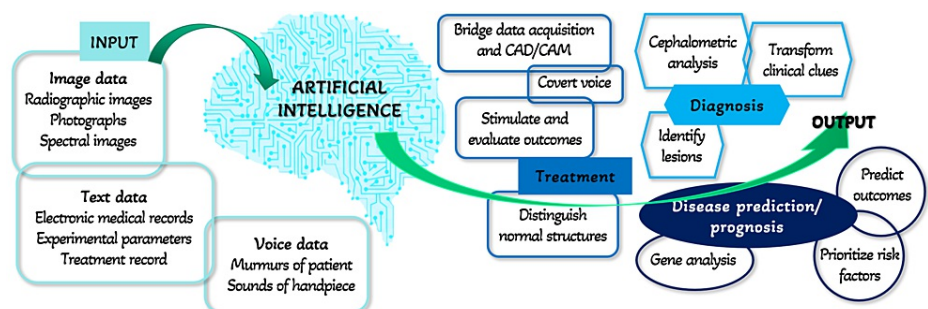 INPUT
Image data
Radiographic images
Photographs
Spectral images
Text data
Electronic medical records
Experimental parameters
Treatment record
Voice data
Murmurs of patient
Sounds of handpiece
ARTIFICIAL
INTELLIGENCE
Bridge data acquisition
and CAD/CAM
Covert voice
Stimulate and
evaluate outcomes
Treatment
Distinguish
normal structures
Cephalometric
analysis
Transform
clinical clues
Diagnosis
Identify
lesions
OUTPUT
Disease prediction/
prognosis
Predict
outcomes
Gene analysis
Prioritize risk
factors